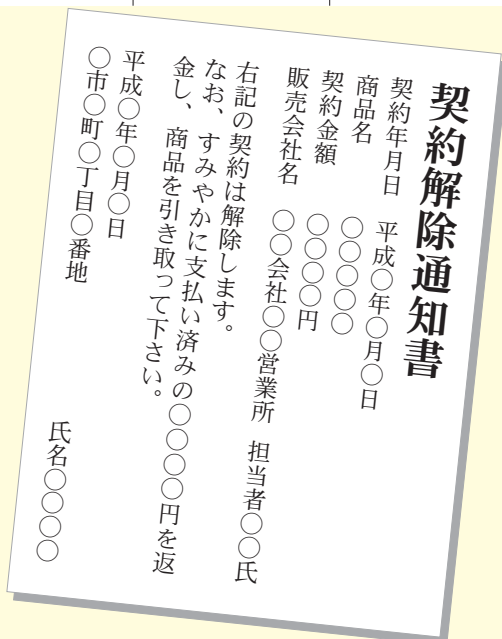 契約解除通知書
契約年月日 平成○年○月○日
商品名 ○○○○○
契約金額 ○○○○円
販売会社名 ○○会社○○営業所 担当者○○氏
右記の契約は解除します。
なお、すみやかに支払い済みの○○○○円を返
金し、商品を引き取って下さい。
平成○年○月○日
○市○町○丁目○番地
氏名○○○○